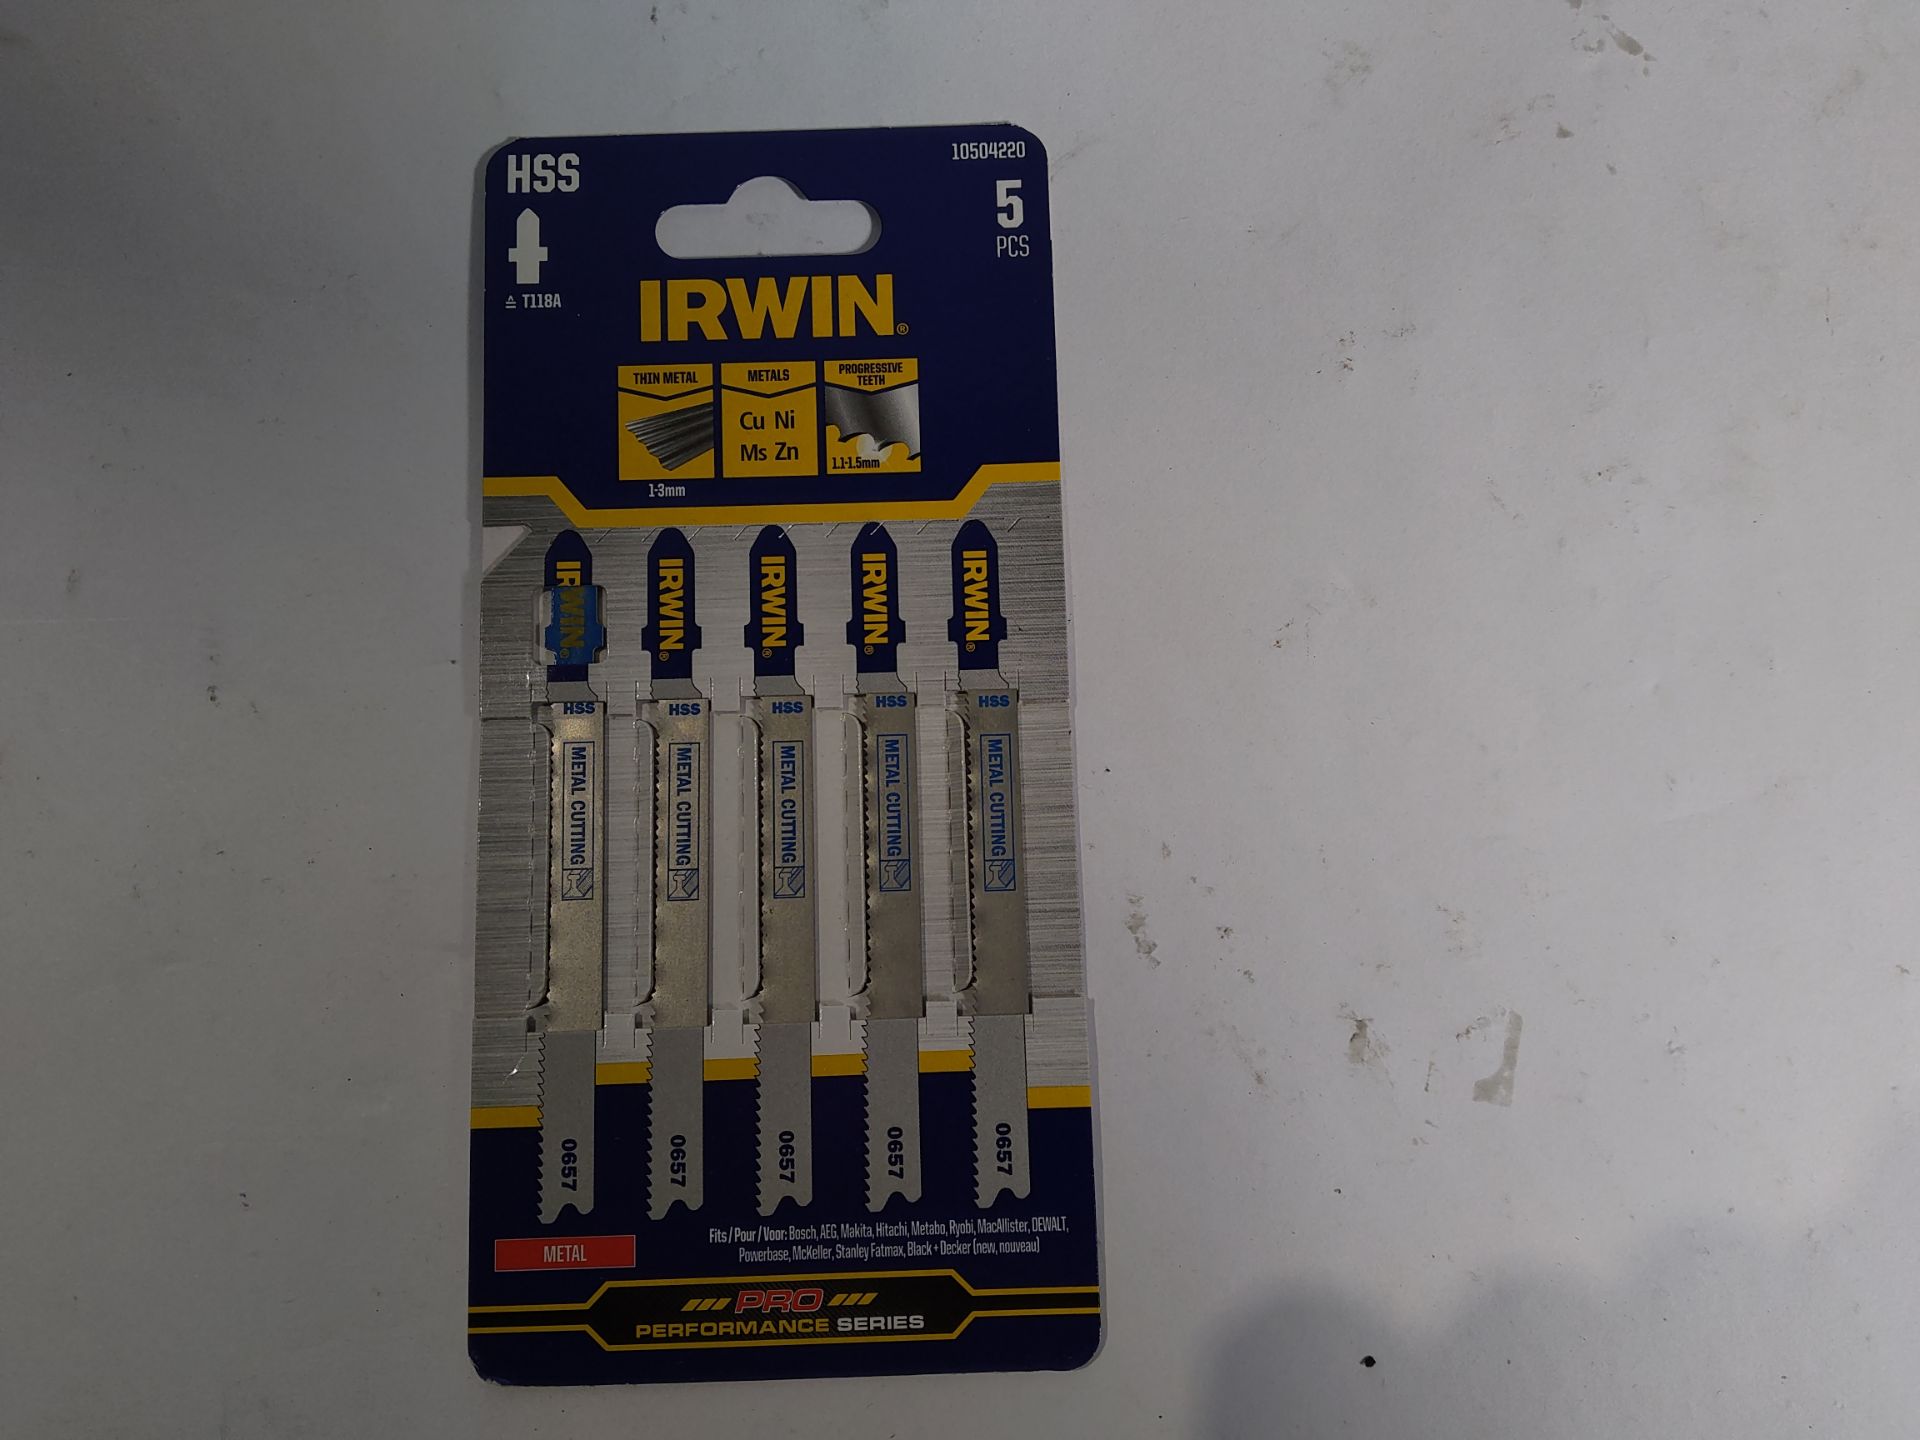 HSS
10504220
5
PCS
≙ T118A
IRWIN®
THIN METAL
METALS
PROGRESSIVE
TEETH
Cu Ni
Ms Zn
1.1-1.5mm
1-3mm
IRWIN®
IRWIN®
IRWIN®
IRWIN®
IRWIN®
HSS
HSS
HSS
HSS
HSS
METAL CUTTING
METAL CUTTING
METAL CUTTING
METAL CUTTING
METAL CUTTING
0657
0657
0657
0657
0657
Fits / Pour / Voor: Bosch, AEG, Makita, Hitachi, Metabo, Ryobi, MacAllister, DEWALT,
Powerbase, McKeller, Stanley Fatmax, Black + Decker (new, nouveau)
METAL
PRO
PERFORMANCE SERIES